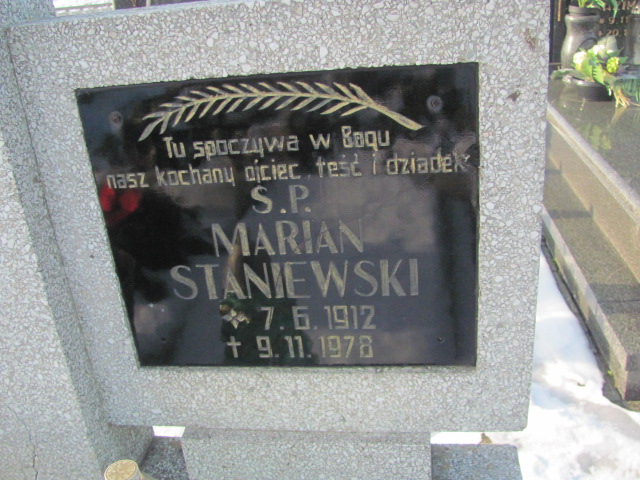 Tu spoczywa w Bogu
nasz kochany ojciec, teść i dziadek
Ś.P.
MARIAN
STANIEWSKI
7.6.1912
✝ 9.11.1978